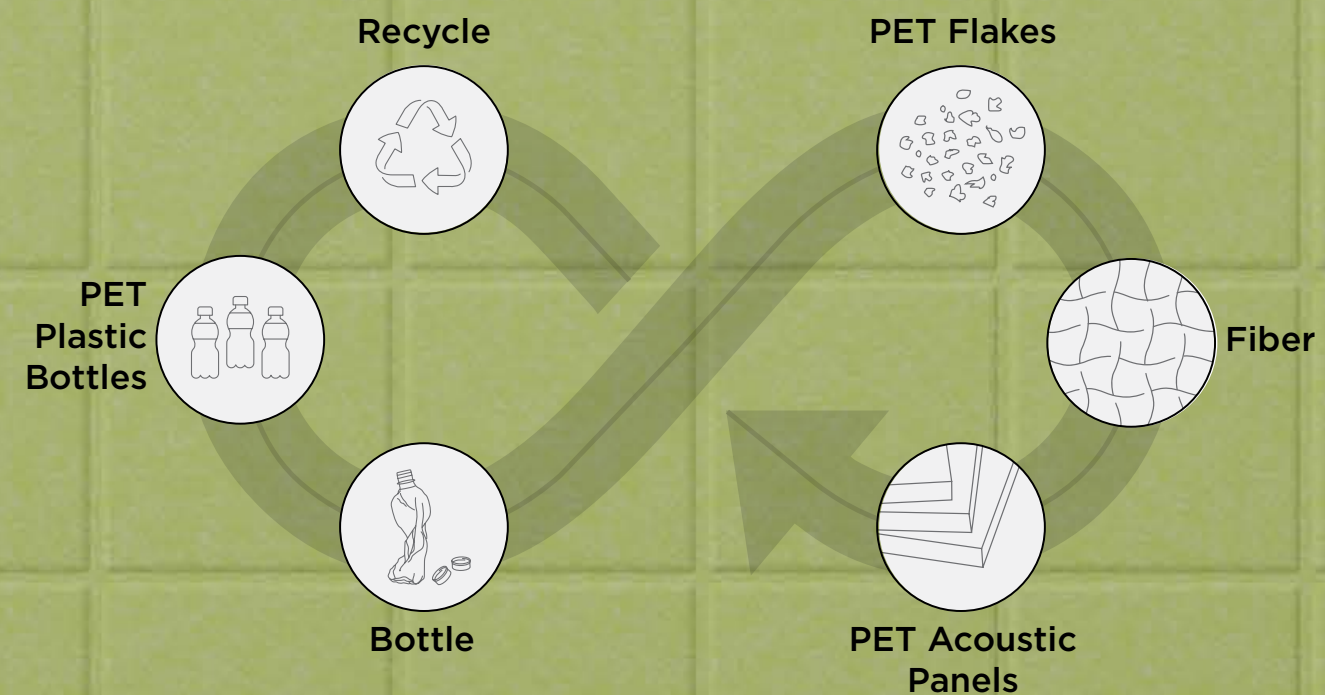 Recycle
PET Flakes
PET
Plastic
Bottles
Fiber
Bottle
PET Acoustic
Panels